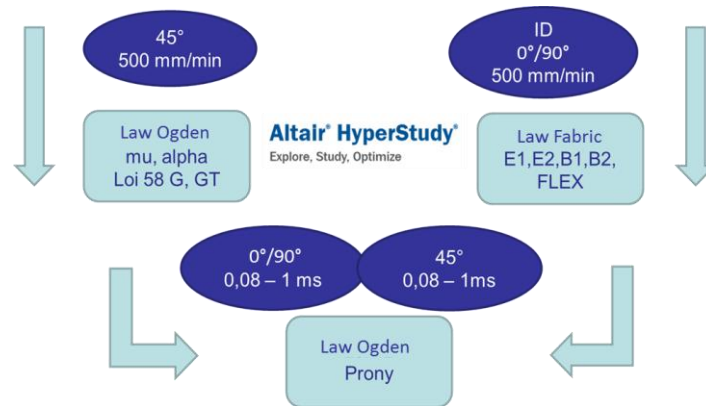 45°
500 mm/min
ID
0°/90°
500 mm/min
Law Ogden
mu, alpha
Loi 58 G, GT
Altair® HyperStudy®
Explore, Study, Optimize
Law Fabric
E1,E2,B1,B2,
FLEX
0°/90°
0,08 – 1 ms
45°
0,08 – 1ms
Law Ogden
Prony